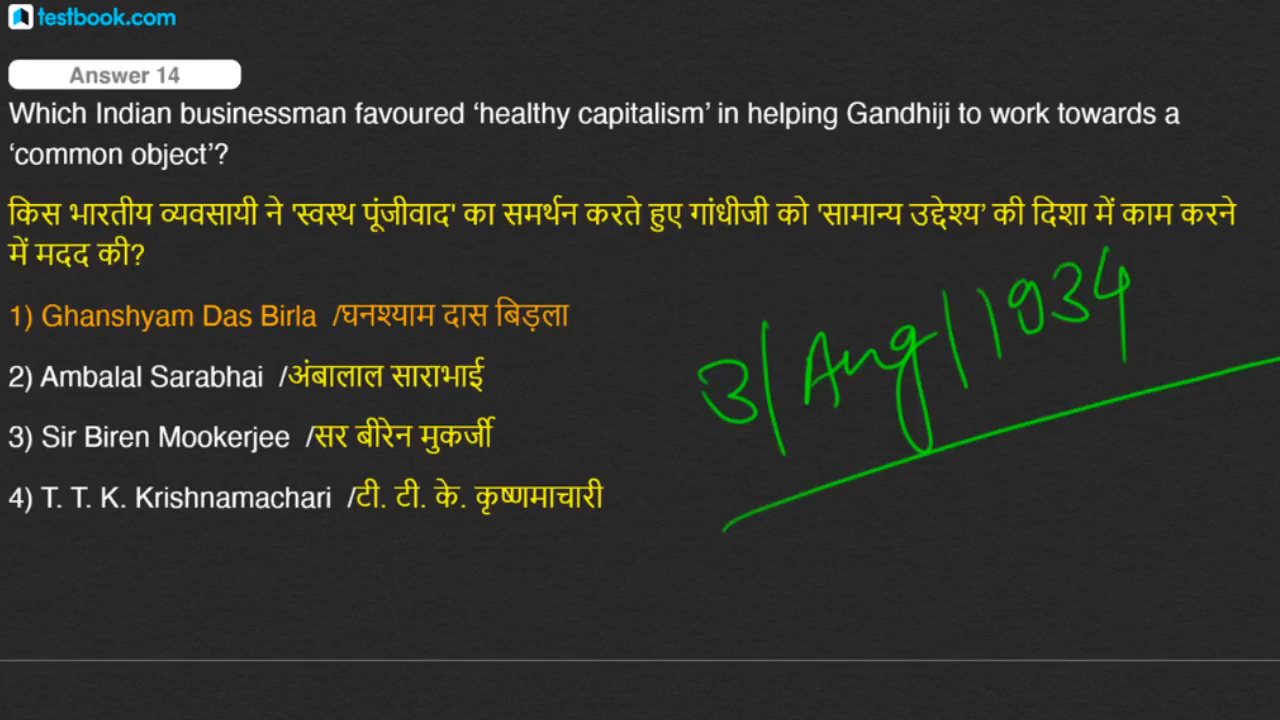 testbook.com
Answer 14
Which Indian businessman favoured ‘healthy capitalism’ in helping Gandhiji to work towards a
‘common object’?
किस भारतीय व्यवसायी ने 'स्वस्थ पूंजीवाद' का समर्थन करते हुए गांधीजी को 'सामान्य उद्देश्य’ की दिशा में काम करने
में मदद की?
1) Ghanshyam Das Birla /घनश्याम दास बिड़ला
2) Ambalal Sarabhai /अंबालाल साराभाई
3) Sir Biren Mookerjee /सर बीरेन मुकर्जी
4) T. T. K. Krishnamachari /टी. टी. के. कृष्णमाचारी
3/Aug/1934